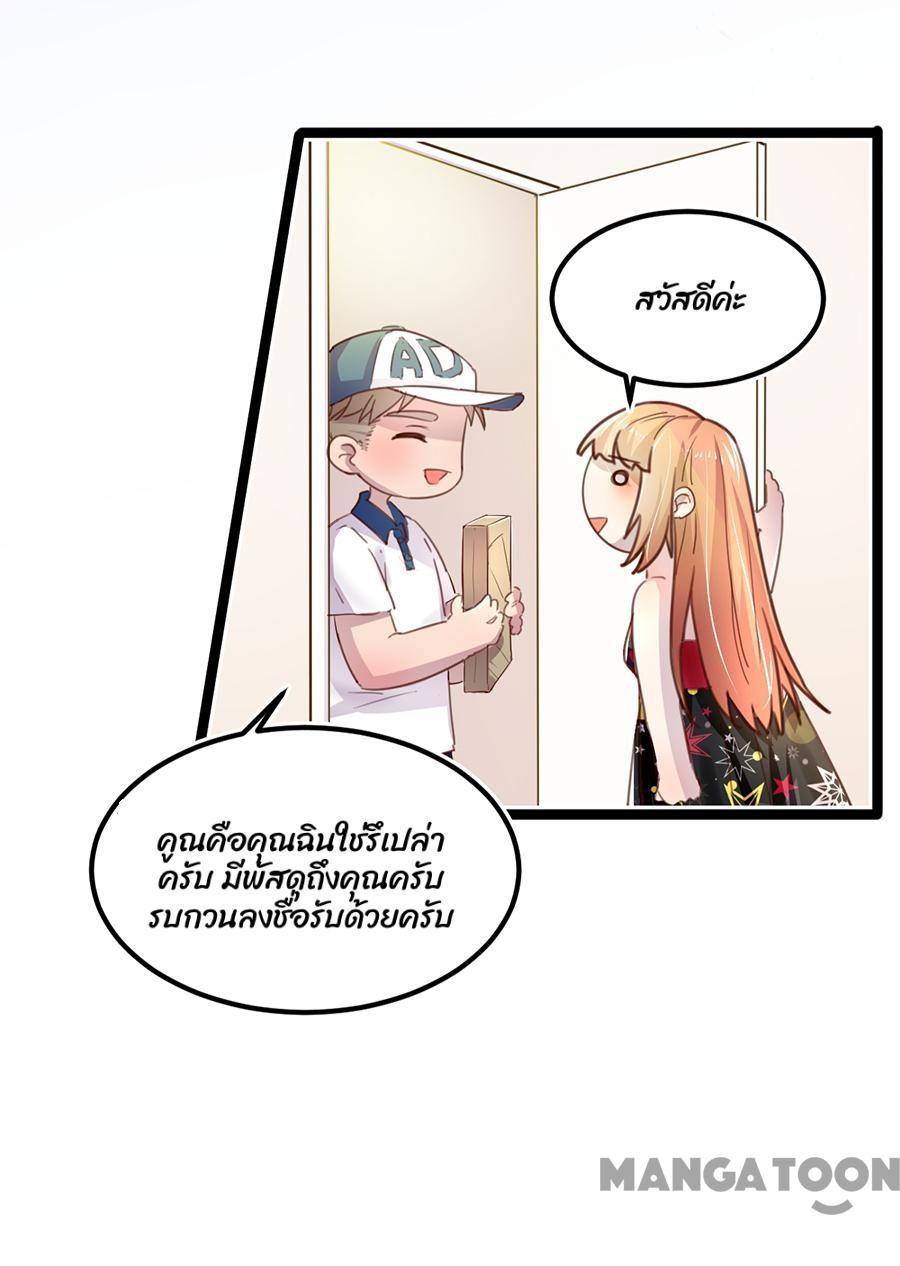 สวัสดีค่ะ
AD
คูณคือคุณฉินใช่รึเปล่า
ครับ มีพัสดุถึงคุณครับ
รบกวนลงชื่อรับด้วยครับ
MANGATOON